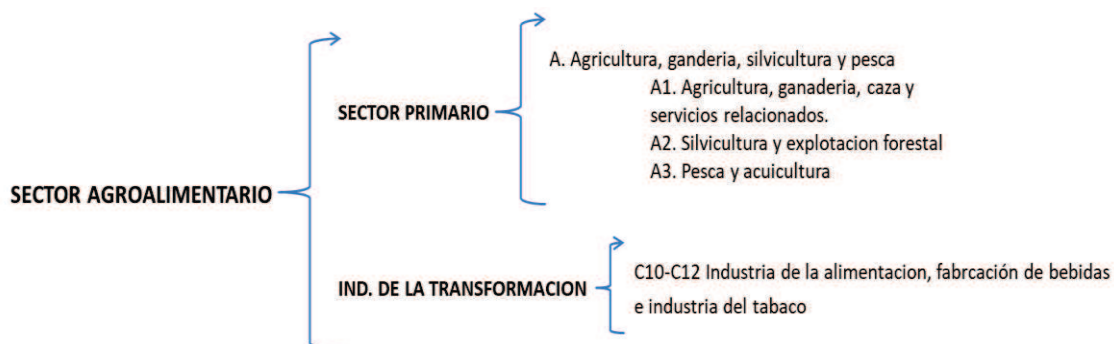 SECTOR AGROALIMENTARIO
SECTOR PRIMARIO
A. Agricultura, ganderia, silvicultura y pesca
A1. Agricultura, ganaderia, caza y
servicios relacionados.
A2. Silvicultura y explotacion forestal
A3. Pesca y acuicultura
IND. DE LA TRANSFORMACION
C10-C12 Industria de la alimentacion, fabrcación de bebidas
e industria del tabaco